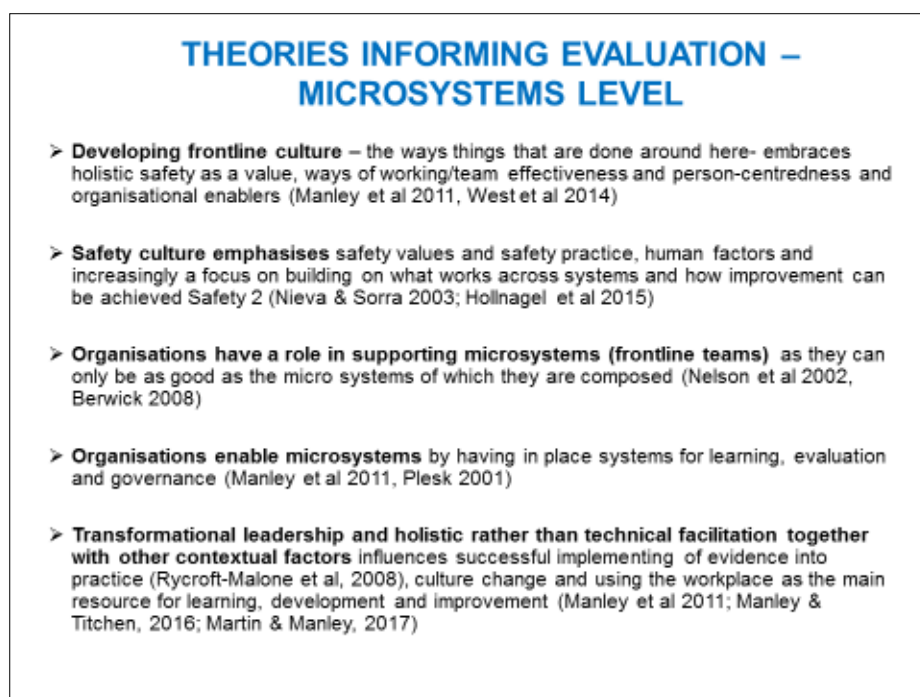 THEORIES INFORMING EVALUATION –
MICROSYSTEMS LEVEL
➢ Developing frontline culture – the ways things that are done around here- embraces
holistic safety as a value, ways of working/team effectiveness and person-centredness and
organisational enablers (Manley et al 2011, West et al 2014)
➢ Safety culture emphasises safety values and safety practice, human factors and
increasingly a focus on building on what works across systems and how improvement can
be achieved Safety 2 (Nieva & Sorra 2003; Hollnagel et al 2015)
➢ Organisations have a role in supporting microsystems (frontline teams) as they can
only be as good as the micro systems of which they are composed (Nelson et al 2002,
Berwick 2008)
➢ Organisations enable microsystems by having in place systems for learning, evaluation
and governance (Manley et al 2011, Plesk 2001)
➢ Transformational leadership and holistic rather than technical facilitation together
with other contextual factors influences successful implementing of evidence into
practice (Rycroft-Malone et al, 2008), culture change and using the workplace as the main
resource for learning, development and improvement (Manley et al 2011; Manley &
Titchen, 2016; Martin & Manley, 2017)